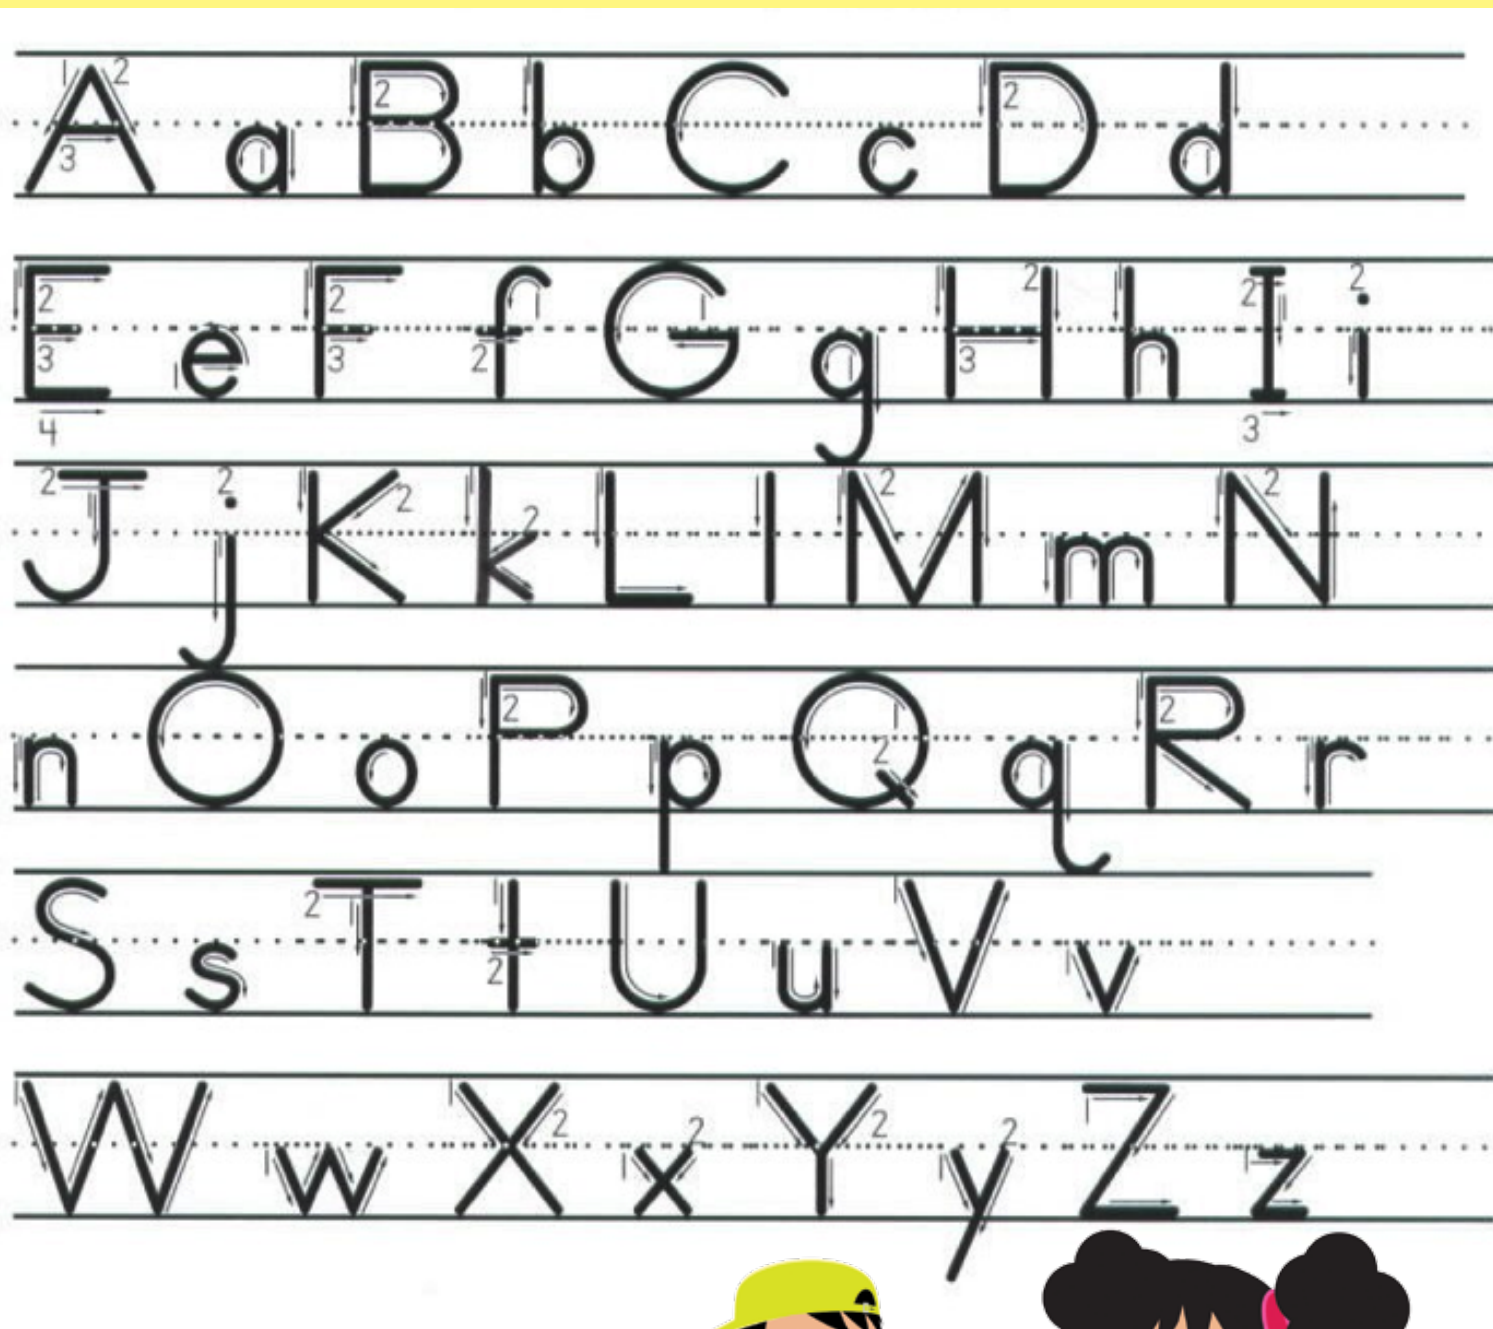 A a B b C c D d
E e F f G g H h I i
J j K k L l M m N
n O o P p Q q R r
S s T t U u V v
W w X x Y y Z z